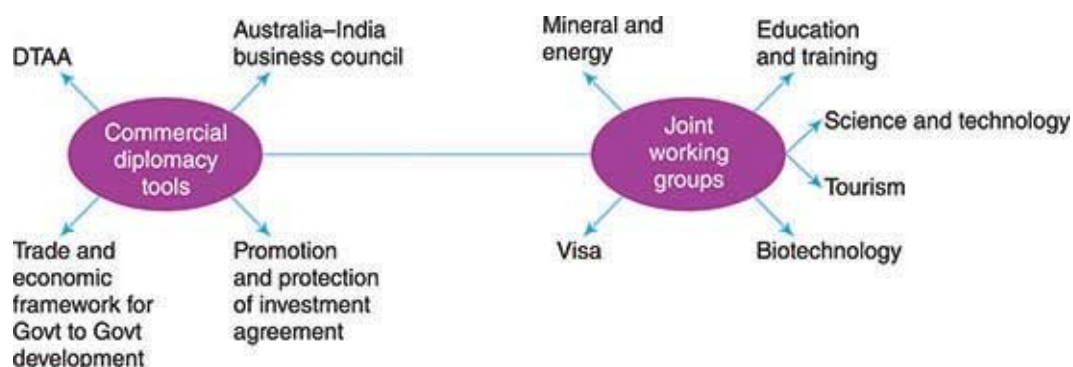 DTAA
Australia–India
business council
Commercial
diplomacy
tools
Trade and
economic
framework for
Govt to Govt
development
Promotion
and protection
of investment
agreement
Mineral and
energy
Education
and training
Joint
working
groups
Science and technology
Tourism
Visa
Biotechnology